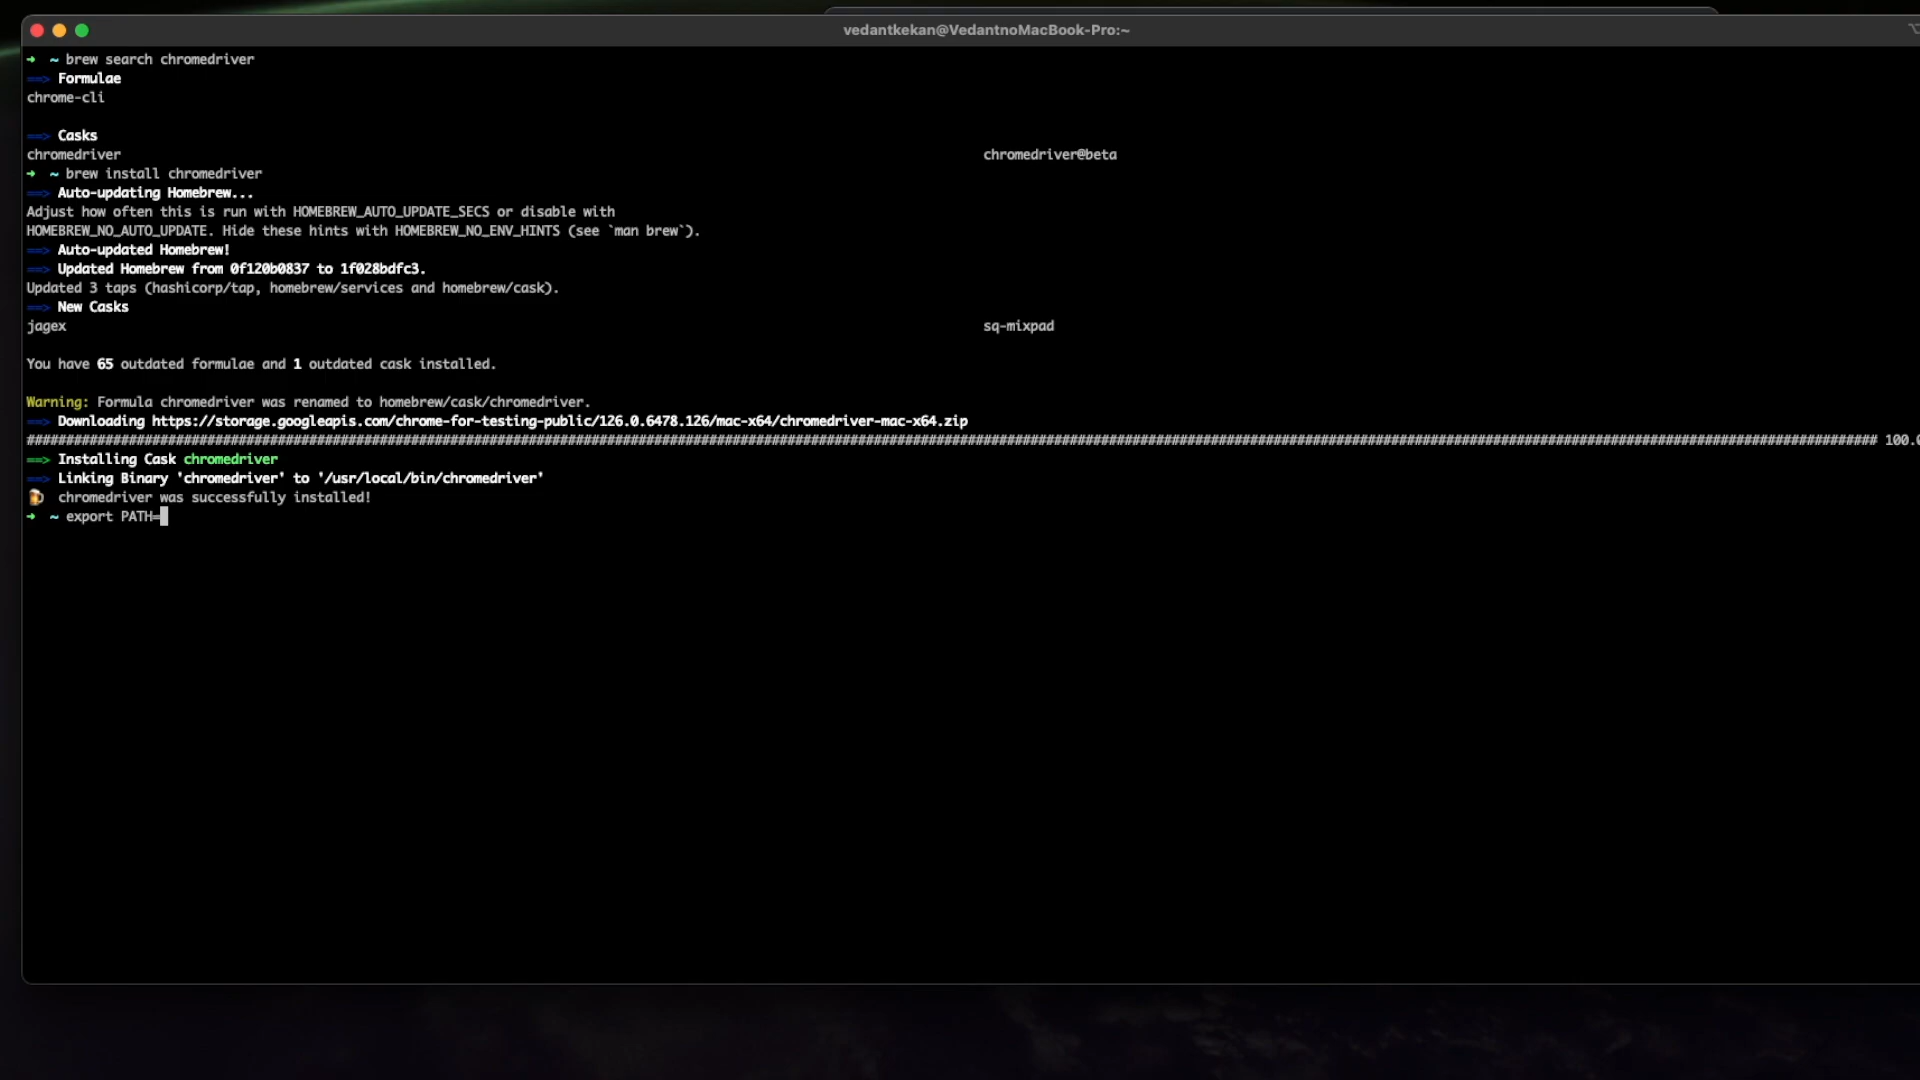 vedantkekan@VedantnoMacBook-Pro:~
➜ ~ brew search chromedriver
==> Formulae
chrome-cli
==> Casks
chromedriver chromedriver@beta
➜ ~ brew install chromedriver
==> Auto-updating Homebrew...
Adjust how often this is run with HOMEBREW_AUTO_UPDATE_SECS or disable with
HOMEBREW_NO_AUTO_UPDATE. Hide these hints with HOMEBREW_NO_ENV_HINTS (see `man brew`).
==> Auto-updated Homebrew!
==> Updated Homebrew from 0f120b0837 to 1f028bdfc3.
Updated 3 taps (hashicorp/tap, homebrew/services and homebrew/cask).
==> New Casks
jagex sq-mixpad
You have 65 outdated formulae and 1 outdated cask installed.
Warning: Formula chromedriver was renamed to homebrew/cask/chromedriver.
==> Downloading https://storage.googleapis.com/chrome-for-testing-public/126.0.6478.126/mac-x64/chromedriver-mac-x64.zip
==> Installing Cask chromedriver
==> Linking Binary 'chromedriver' to '/usr/local/bin/chromedriver'
🍺 chromedriver was successfully installed!
➜ ~ export PATH=